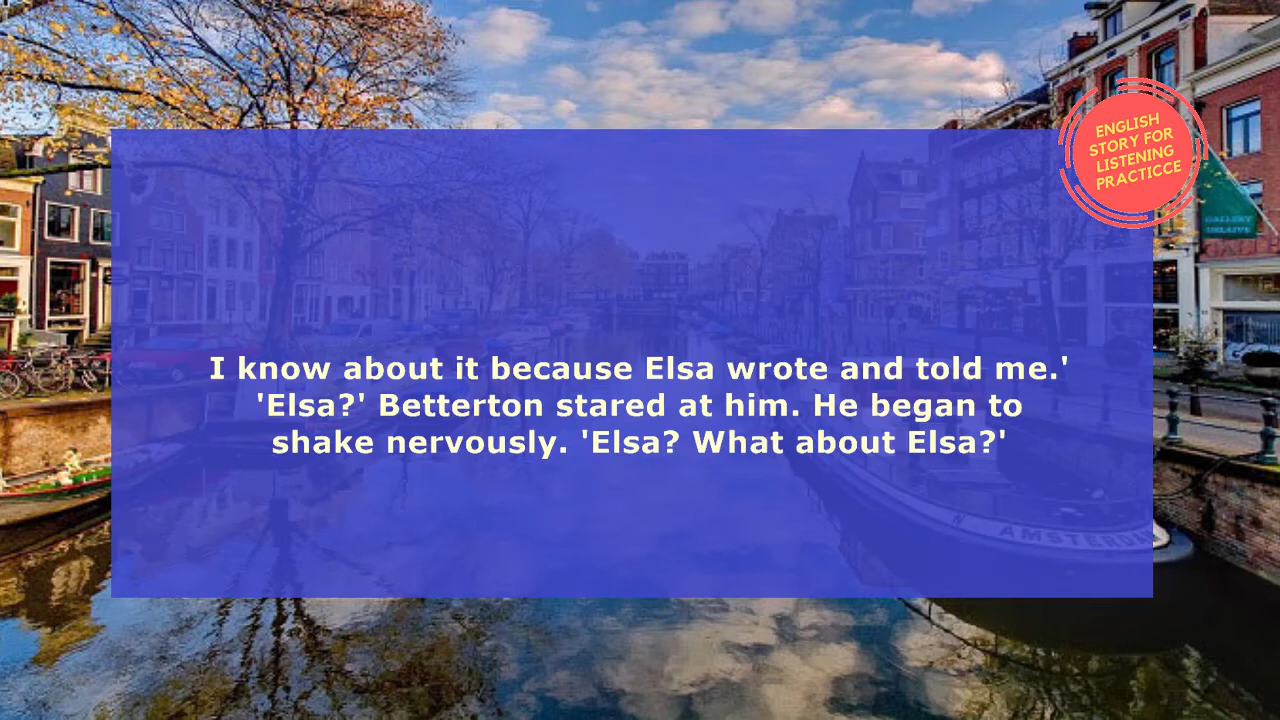 ENGLISH
STORY FOR
LISTENING
PRACTICCE
GALLERY
I know about it because Elsa wrote and told me.'
'Elsa?' Betterton stared at him. He began to
shake nervously. 'Elsa? What about Elsa?'
AMSTERDAM